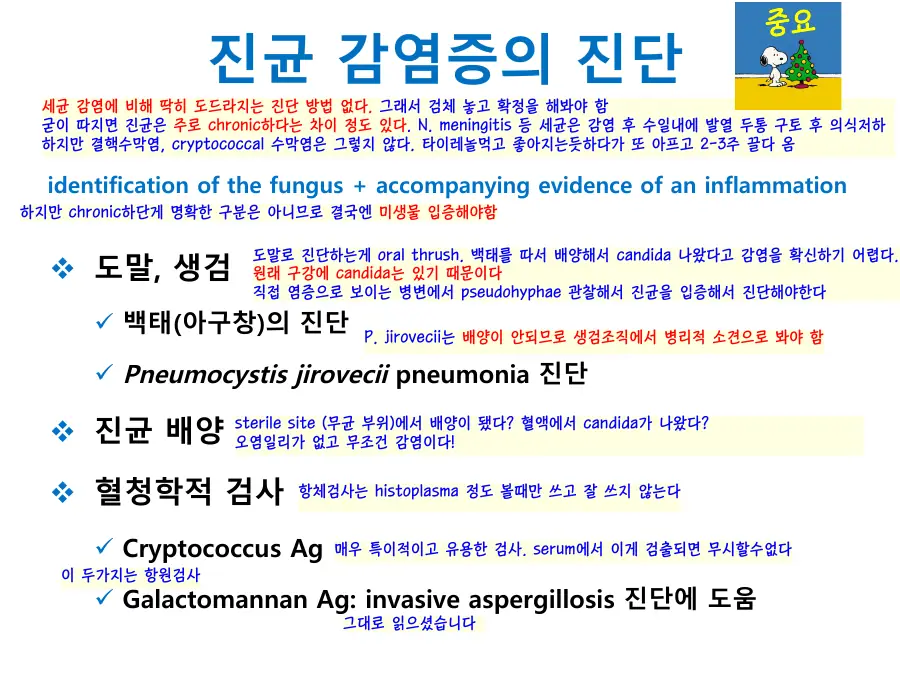 중요
진균 감염증의 진단
세균 감염에 비해 딱히 도드라지는 진단 방법 없다. 그래서 검체 놓고 확정을 해봐야 함
굳이 따지면 진균은 주로 chronic하다는 차이 정도 있다. N. meningitis 등 세균은 감염 후 수일내에 발열 두통 구토 후 의식저하
하지만 결핵수막염, cryptococcal 수막염은 그렇지 않다. 타이레놀먹고 좋아지는듯하다가 또 아프고 2-3주 끌다 옴
identification of the fungus + accompanying evidence of an inflammation
하지만 chronic하단게 명확한 구분은 아니므로 결국엔 미생물 입증해야함
❖ 도말, 생검
도말로 진단하는게 oral thrush. 백태를 따서 배양해서 candida 나왔다고 감염을 확신하기 어렵다.
원래 구강에 candida는 있기 때문이다
직접 염증으로 보이는 병변에서 pseudohyphae 관찰해서 진균을 입증해서 진단해야한다
✓ 백태(아구창)의 진단
P. jirovecii는 배양이 안되므로 생검조직에서 병리적 소견으로 봐야 함
✓ Pneumocystis jirovecii pneumonia 진단
❖ 진균 배양
sterile site (무균 부위)에서 배양이 됐다? 혈액에서 candida가 나왔다?
오염일리가 없고 무조건 감염이다!
❖ 혈청학적 검사
항체검사는 histoplasma 정도 볼때만 쓰고 잘 쓰지 않는다
✓ Cryptococcus Ag
매우 특이적이고 유용한 검사. serum에서 이게 검출되면 무시할수없다
이 두가지는 항원검사
✓ Galactomannan Ag: invasive aspergillosis 진단에 도움
그대로 읽으셨습니다